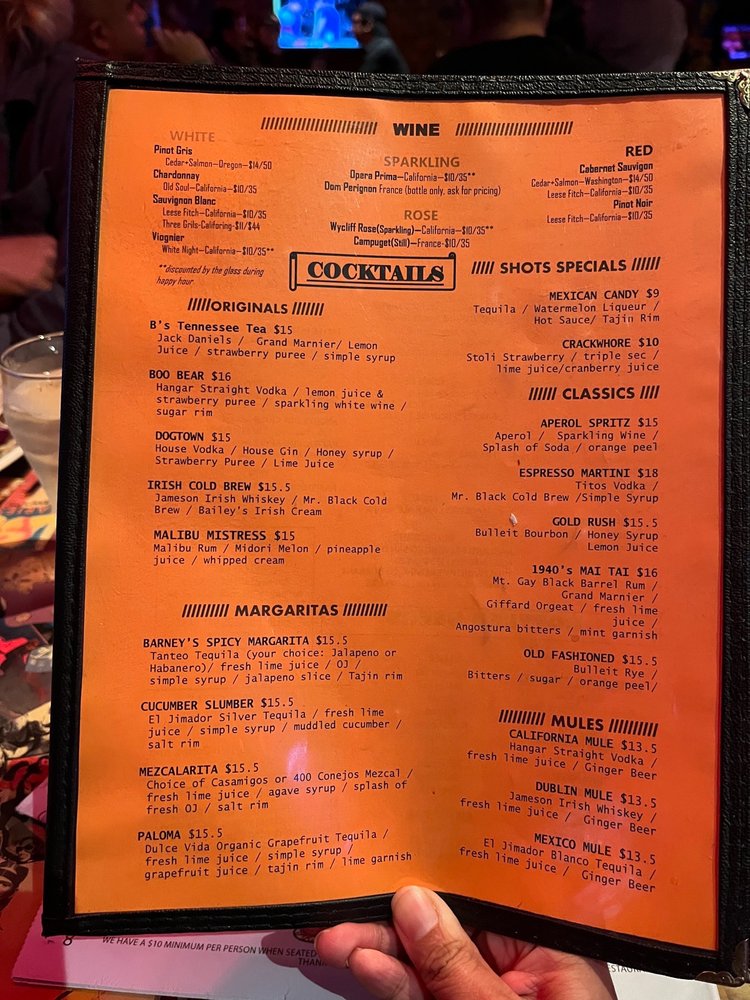 ///////////////////// WINE /////////////////////
WHITE
Pinot Gris
Cedar+Salmon—Oregon—$14/50
Chardonnay
Old Soul—California—$10/35
Sauvignon Blanc
Leese Fitch—California—$10/35
Three Grils-Califoring-$11/$44
Viognier
White Night—California—$10/35**
**discounted by the glass during
happy hour
SPARKLING
Opera Prima—California—$10/35**
Dom Perignon France (bottle only, ask for pricing)
ROSE
Wycliff Rose(Sparkling)—California—$10/35**
Campuget(Still)—France-$10/35
RED
Cabernet Sauvigon
Cedar+Salmon—Washington—$14/50
Leese Fitch—California—$10/35
Pinot Noir
Leese Fitch—California—$10/35
COCKTAILS
/////ORIGINALS ///////
B's Tennessee Tea $15
Jack Daniels / Grand Marnier/ Lemon
Juice / strawberry puree / simple syrup
BOO BEAR $16
Hangar Straight Vodka / lemon juice &
strawberry puree / sparkling white wine /
sugar rim
DOGTOWN $15
House Vodka / House Gin / Honey syrup /
Strawberry Puree / Lime Juice
IRISH COLD BREW $15.5
Jameson Irish Whiskey / Mr. Black Cold
Brew / Bailey's Irish Cream
MALIBU MISTRESS $15
Malibu Rum / Midori Melon / pineapple
juice / whipped cream
////////// MARGARITAS //////////
BARNEY'S SPICY MARGARITA $15.5
Tanteo Tequila (your choice: Jalapeno or
Habanero)/ fresh lime juice / OJ /
simple syrup / jalapeno slice / Tajin rim
CUCUMBER SLUMBER $15.5
El Jimador Silver Tequila / fresh lime
juice / simple syrup / muddled cucumber /
salt rim
MEZCALARITA $15.5
Choice of Casamigos or 400 Conejos Mezcal /
fresh lime juice / agave syrup / splash of
fresh OJ / salt rim
PALOMA $15.5
Dulce Vida Organic Grapefruit Tequila /
fresh lime juice / simple syrup /
grapefruit juice / tajin rim / lime garnish
///// SHOTS SPECIALS //////
MEXICAN CANDY $9
Tequila / Watermelon Liqueur /
Hot Sauce/ Tajin Rim
CRACKWHORE $10
Stoli Strawberry / triple sec /
lime juice/cranberry juice
////// CLASSICS ////
APEROL SPRITZ $15
Aperol / Sparkling Wine /
Splash of Soda / orange peel
ESPRESSO MARTINI $18
Titos Vodka /
Mr. Black Cold Brew /Simple Syrup
GOLD RUSH $15.5
Bulleit Bourbon / Honey Syrup
Lemon Juice
1940's MAI TAI $16
Mt. Gay Black Barrel Rum /
Grand Marnier /
Giffard Orgeat / fresh lime
juice /
Angostura bitters / mint garnish
OLD FASHIONED $15.5
Bulleit Rye /
Bitters / sugar / orange peel/
////////// MULES //////////
CALIFORNIA MULE $13.5
Hangar Straight Vodka /
fresh lime juice / Ginger Beer
DUBLIN MULE $13.5
Jameson Irish Whiskey /
fresh lime juice / Ginger Beer
MEXICO MULE $13.5
El Jimador Blanco Tequila /
fresh lime juice / Ginger Beer
WE HAVE A $10 MINIMUM PER PERSON WHEN SEATED